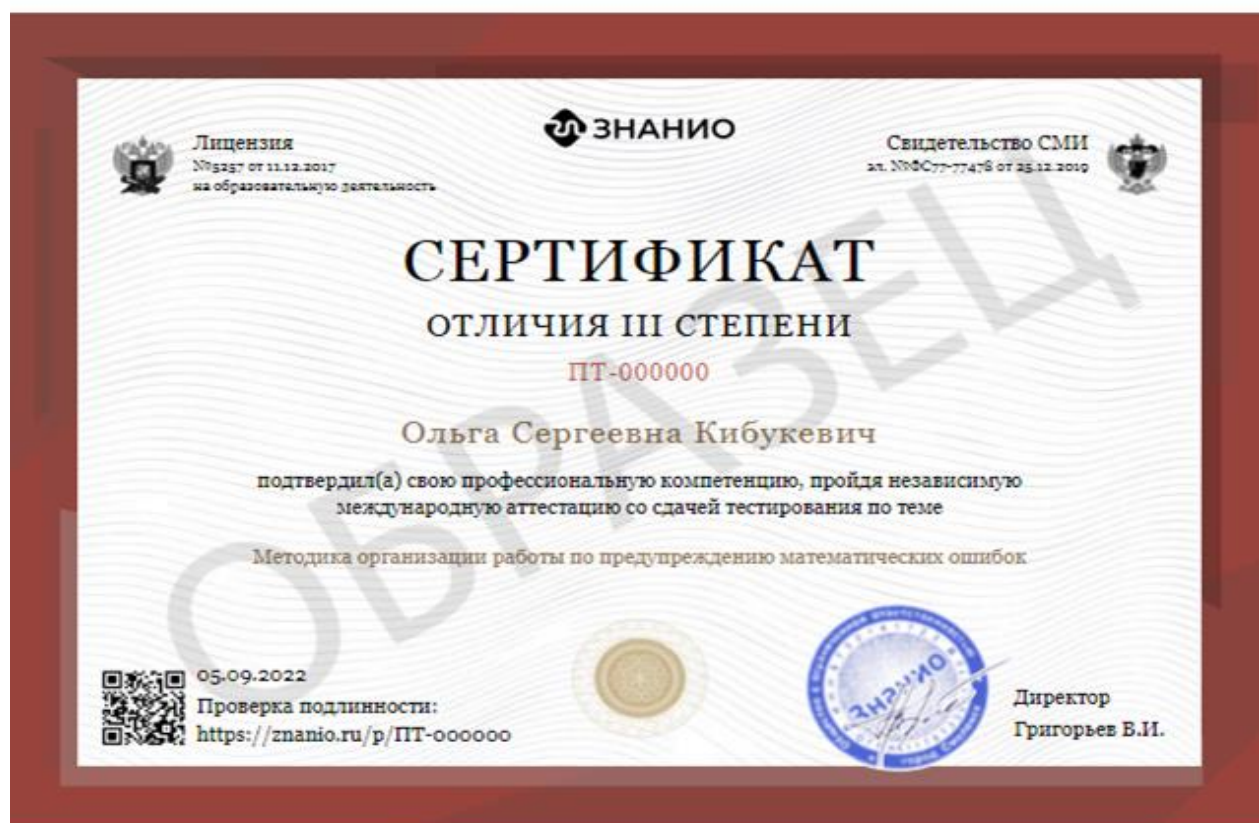 ЗНАНИО
Лицензия
№5257 от 11.12.2017
на образовательную деятельность
Свидетельство СМИ
эл. №ФС77-77478 от 25.12.2019
СЕРТИФИКАТ
ОТЛИЧИЯ III СТЕПЕНИ
ПТ-000000
Ольга Сергеевна Кибукевич
подтвердил(а) свою профессиональную компетенцию, пройдя независимую
международную аттестацию со сдачей тестирования по теме
Методика организации работы по предупреждению математических ошибок
ОБРАЗЕЦ
05.09.2022
Проверка подлинности:
https://znanio.ru/p/ПТ-000000
ЗНАНИО
Директор
Григорьев В.И.